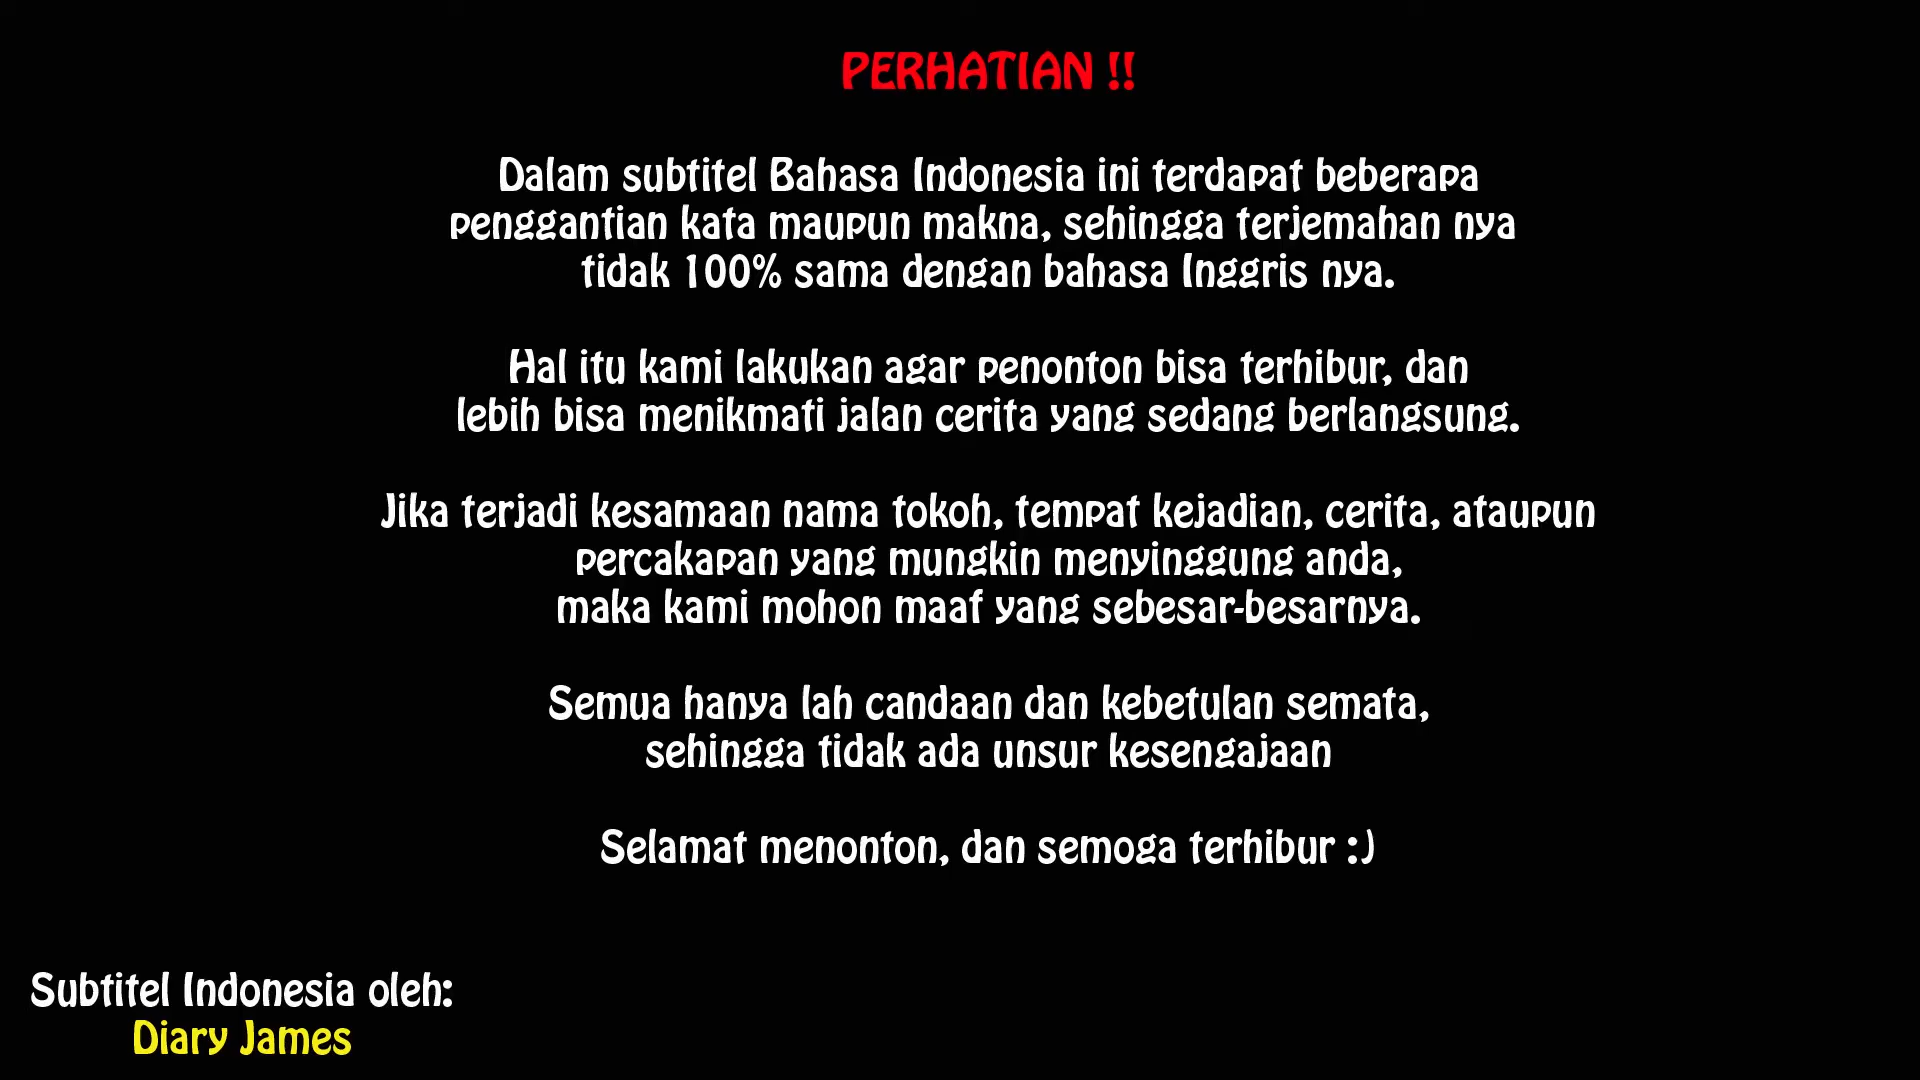 PERHATIAN !!
Dalam subtitel Bahasa Indonesia ini terdapat beberapa
penggantian kata maupun makna, sehingga terjemahan nya
tidak 100% sama dengan bahasa Inggris nya.
Hal itu kami lakukan agar penonton bisa terhibur, dan
lebih bisa menikmati jalan cerita yang sedang berlangsung.
Jika terjadi kesamaan nama tokoh, tempat kejadian, cerita, ataupun
percakapan yang mungkin menyinggung anda,
maka kami mohon maaf yang sebesar-besarnya.
Semua hanya lah candaan dan kebetulan semata,
sehingga tidak ada unsur kesengajaan
Selamat menonton, dan semoga terhibur :)
Subtitel Indonesia oleh:
Diary James